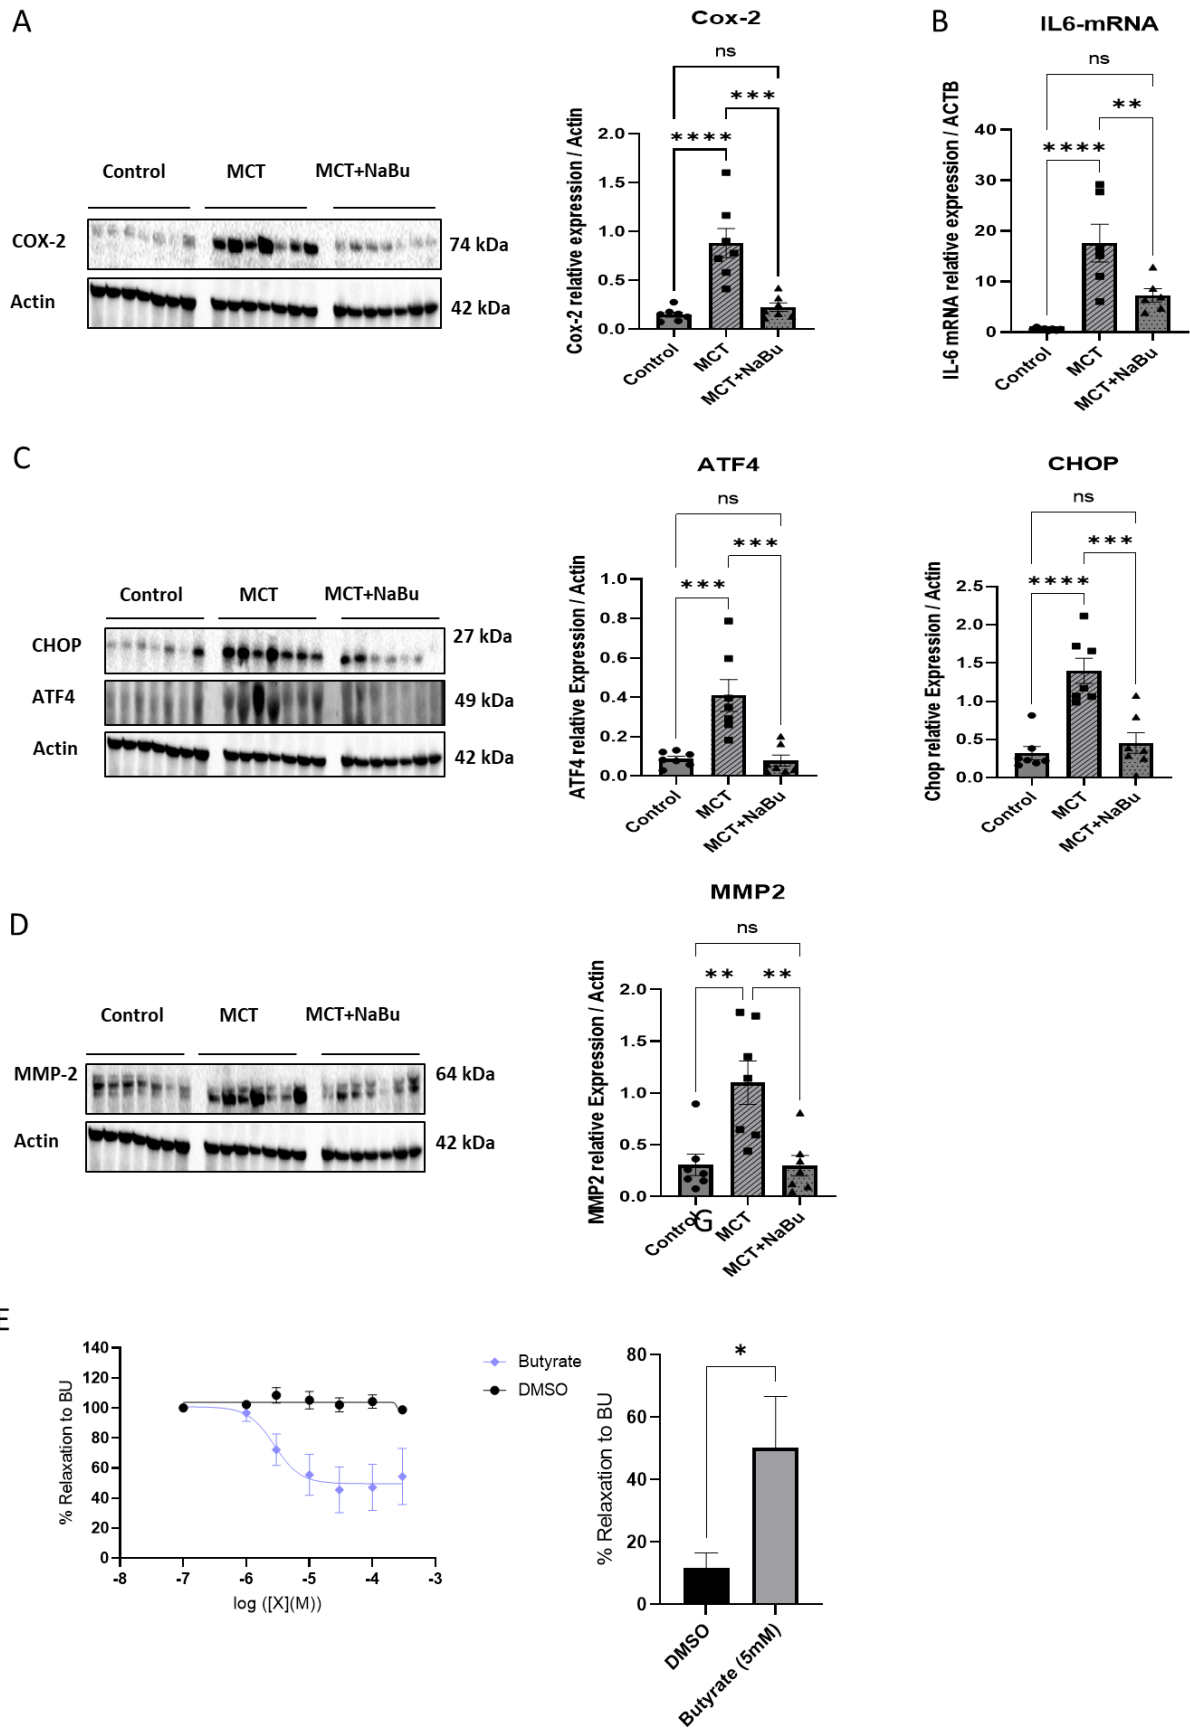 A
Control
MCT
MCT+NaBu
COX-2
74 kDa
Actin
42 kDa
Cox-2
ns
***
****
Cox-2 relative expression / Actin
2.0
1.5
1.0
0.5
0.0
Control
MCT
MCT+NaBu
B
IL6-mRNA
ns
**
****
IL-6 mRNA relative expression / ACTB
40
30
20
10
0
Control
MCT
MCT+NaBu
C
Control
MCT
MCT+NaBu
CHOP
27 kDa
ATF4
49 kDa
Actin
42 kDa
ATF4
ns
***
***
ATF4 relative Expression / Actin
1.0
0.8
0.6
0.4
0.2
0.0
Control
MCT
MCT+NaBu
CHOP
ns
***
****
Chop relative Expression / Actin
2.5
2.0
1.5
1.0
0.5
0.0
Control
MCT
MCT+NaBu
D
Control
MCT
MCT+NaBu
MMP-2
64 kDa
Actin
42 kDa
MMP2
ns
** **
MMP2 relative Expression / Actin
2.0
1.5
1.0
0.5
0.0
Control
G
MCT
MCT+NaBu
E
% Relaxation to BU
140
120
100
80
60
40
20
0
-8 -7 -6 -5 -4 -3
log ([X](M))
Butyrate
DMSO
*
% Relaxation to BU
80
60
40
20
0
DMSO
Butyrate (5mM)